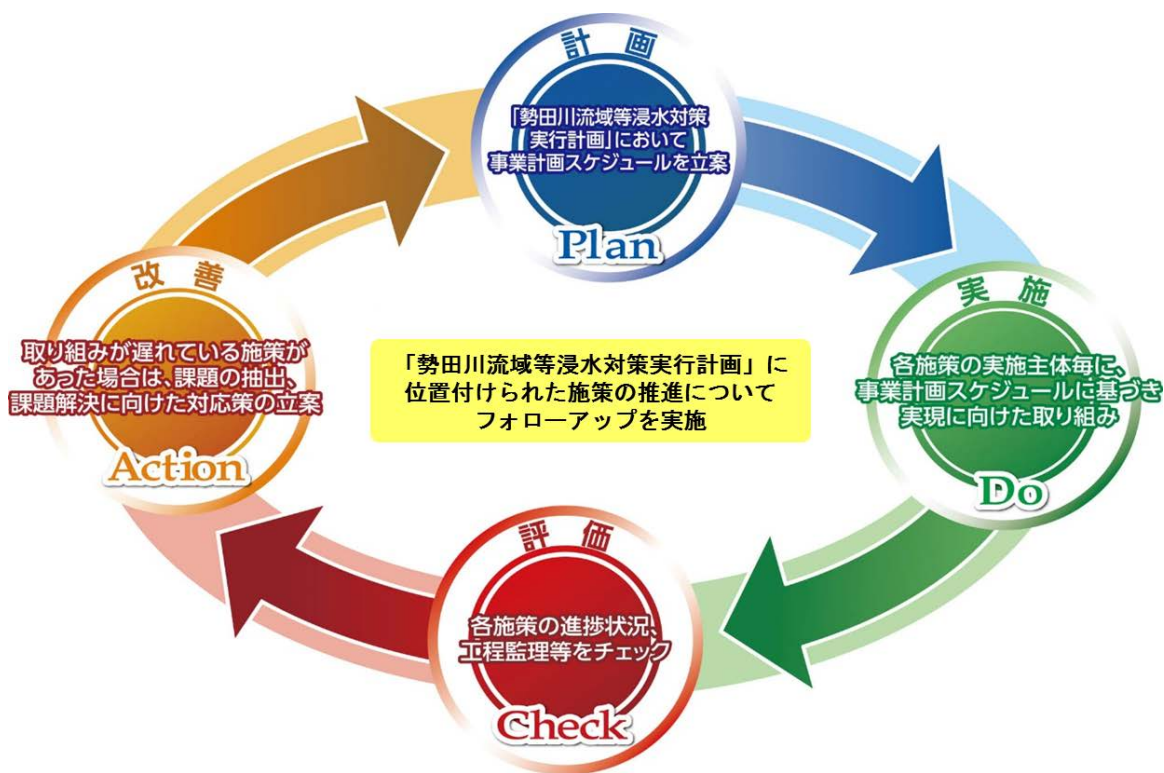 計画
「勢田川流域等浸水対策
実行計画」において
事業計画スケジュールを立案
Plan
実施
各施策の実施主体毎に、
事業計画スケジュールに基づき
実現に向けた取り組み
Do
評価
各施策の進捗状況、
工程監理等をチェック
Check
改善
取り組みが遅れている施策が
あった場合は、課題の抽出、
課題解決に向けた対応策の立案
Action
「勢田川流域等浸水対策実行計画」に
位置付けられた施策の推進について
フォローアップを実施